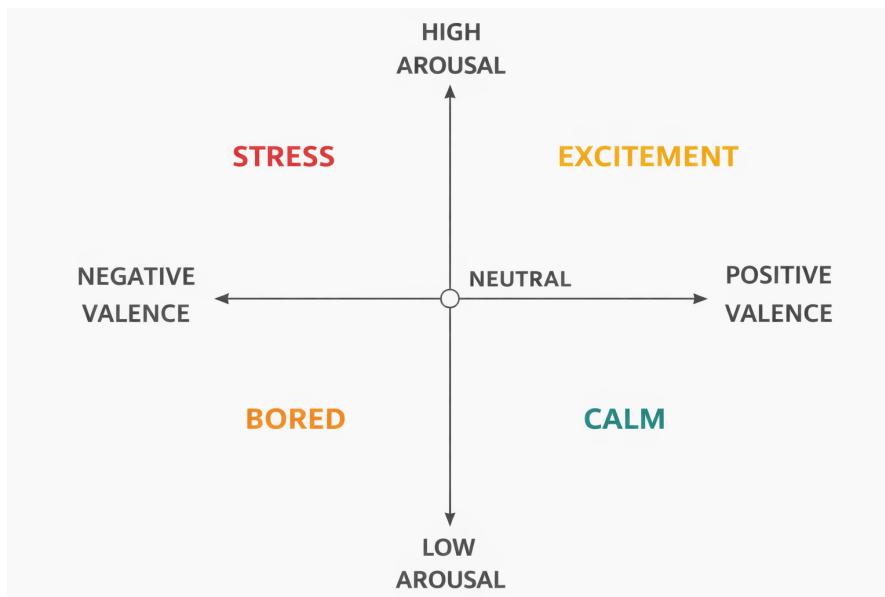 HIGH
AROUSAL
STRESS
EXCITEMENT
NEGATIVE
VALENCE
NEUTRAL
POSITIVE
VALENCE
BORED
CALM
LOW
AROUSAL